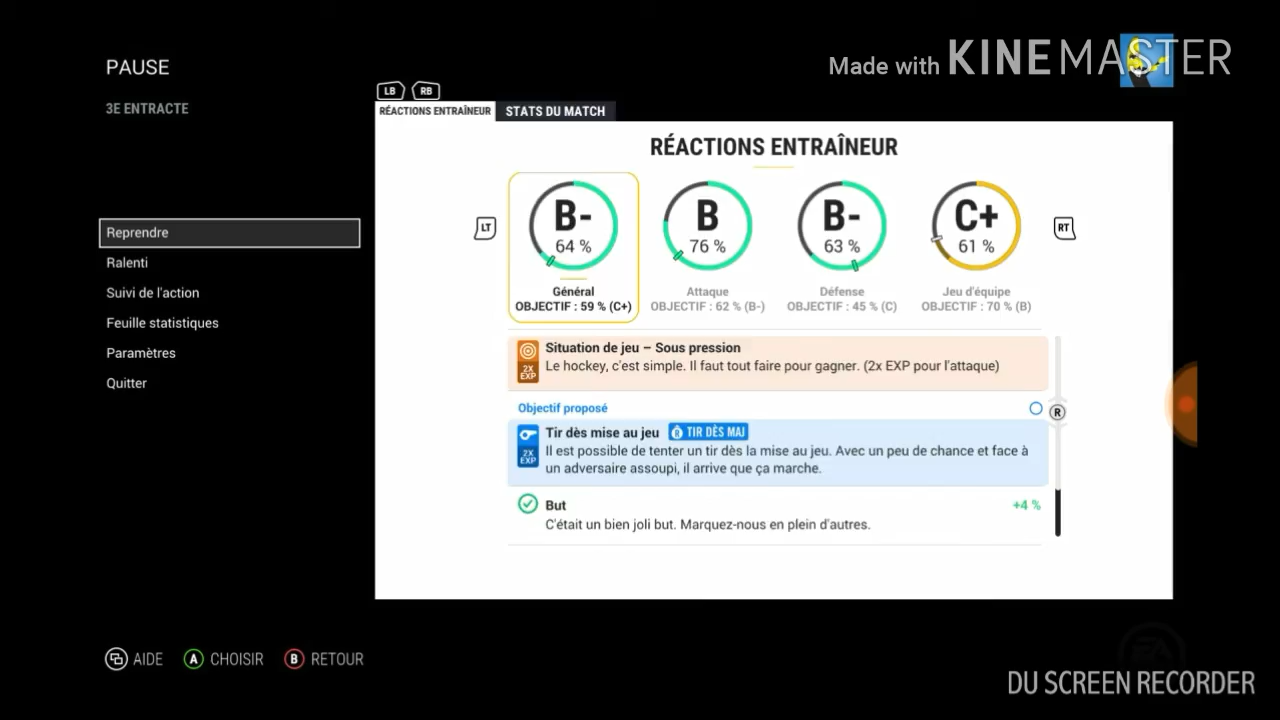 PAUSE
3E ENTRACTE
Made with KINEMASTER
LB RB
RÉACTIONS ENTRAÎNEUR STATS DU MATCH
RÉACTIONS ENTRAÎNEUR
Reprendre
Ralenti
Suivi de l'action
Feuille statistiques
Paramètres
Quitter
LT
B-
64 %
Général
OBJECTIF : 59 % (C+)
B
76 %
Attaque
OBJECTIF : 62 % (B-)
B-
63 %
Défense
OBJECTIF : 45 % (C)
C+
61 %
Jeu d'équipe
OBJECTIF : 70 % (B)
RT
Situation de jeu – Sous pression
2X EXP
Le hockey, c'est simple. Il faut tout faire pour gagner. (2x EXP pour l'attaque)
Objectif proposé
R
Tir dès mise au jeu R TIR DÈS MAJ
2X EXP
Il est possible de tenter un tir dès la mise au jeu. Avec un peu de chance et face à
un adversaire assoupi, il arrive que ça marche.
But +4 %
C'était un bien joli but. Marquez-nous en plein d'autres.
AIDE A CHOISIR B RETOUR
EA
DU SCREEN RECORDER